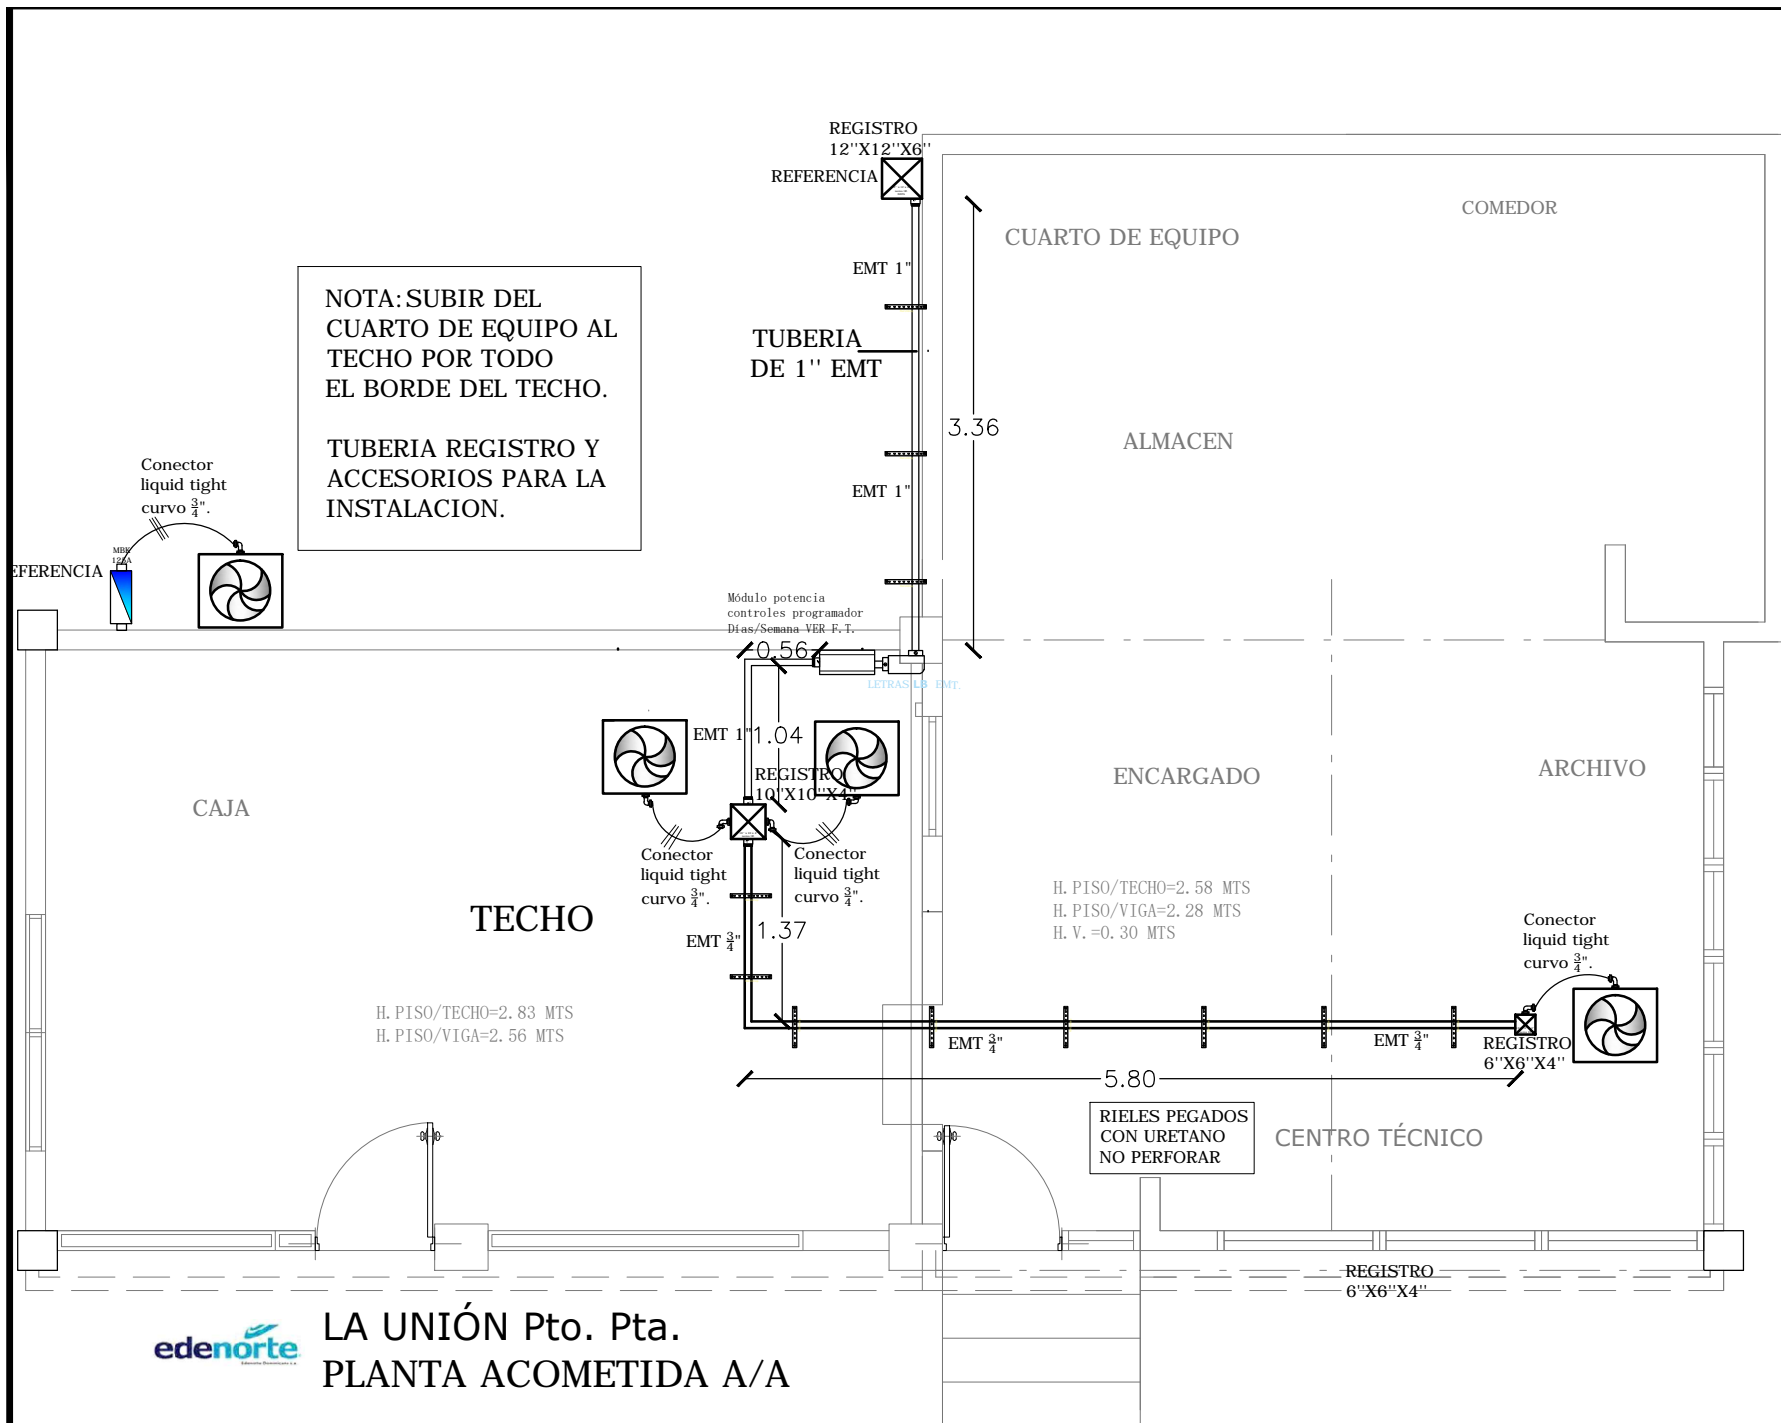 REGISTRO
12''X12''X6''
REFERENCIA
COMEDOR
CUARTO DE EQUIPO
EMT 1"
NOTA: SUBIR DEL
CUARTO DE EQUIPO AL
TECHO POR TODO
EL BORDE DEL TECHO.
TUBERIA REGISTRO Y
ACCESORIOS PARA LA
INSTALACION.
TUBERIA
DE 1'' EMT
3.36
ALMACEN
EMT 1"
Conector
liquid tight
curvo 3/4".
MBK
EFERENCIA
Módulo potencia
controles programador
Dias/Semana VER F.T.
0.56
LETRAS LB EMT.
EMT 1"
1.04
REGISTRO
10"X10"X4"
CAJA
ENCARGADO
ARCHIVO
Conector
liquid tight
curvo 3/4".
Conector
liquid tight
curvo 3/4".
H.PISO/TECHO=2.58 MTS
H.PISO/VIGA=2.28 MTS
H.V.=0.30 MTS
TECHO
EMT 3/4"
1.37
Conector
liquid tight
curvo 3/4".
H.PISO/TECHO=2.83 MTS
H.PISO/VIGA=2.56 MTS
EMT 3/4"
EMT 3/4"
REGISTRO
6"X6"X4"
5.80
RIELES PEGADOS
CON URETANO
NO PERFORAR
CENTRO TÉCNICO
REGISTRO
6"X6"X4"
edenorte
LA UNIÓN Pto. Pta.
PLANTA ACOMETIDA A/A